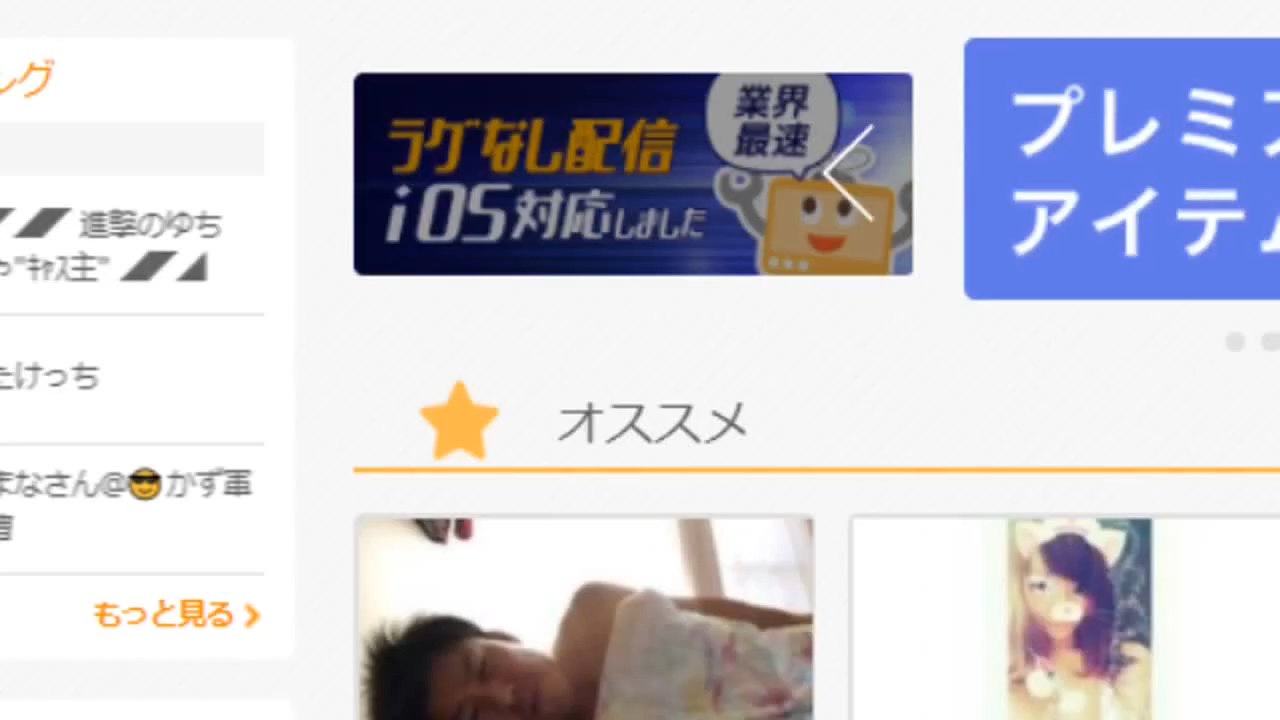 ング
進撃のゆち
ゃ"ｷｬｽ主"
たけっち
まなさん@😎かず軍
もっと見る
ラグなし配信
iOS対応しました
業界
最速
プレミア
アイテム
オススメ